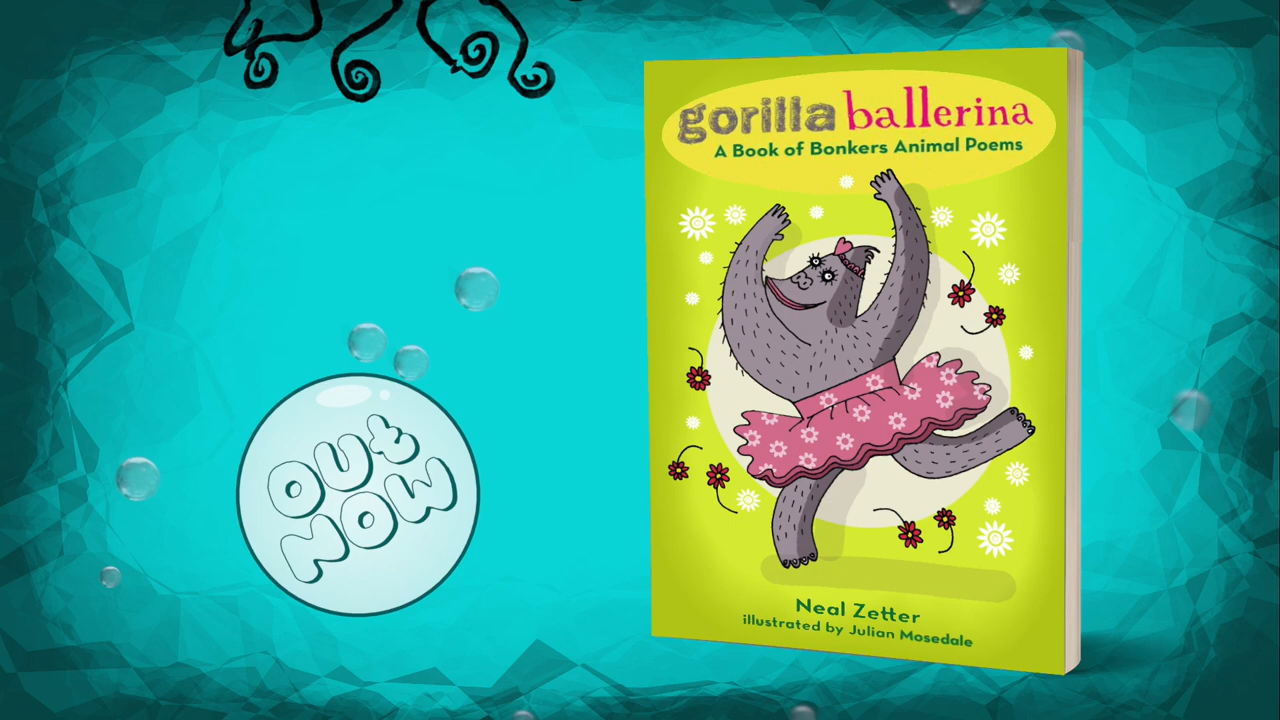 gorilla ballerina
A Book of Bonkers Animal Poems
OUt
NOW
Neal Zetter
illustrated by Julian Mosedale